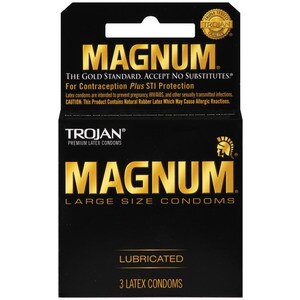 TROJAN
MAGNUM®
THE GOLD STANDARD. ACCEPT NO SUBSTITUTES.®
For Contraception Plus STI Protection
Latex condoms are intended to prevent pregnancy, HIV/AIDS, and other sexually transmitted infections.
CAUTION: This Product Contains Natural Rubber Latex Which May Cause Allergic Reactions.
TROJAN®
PREMIUM LATEX CONDOMS
MAGNUM®
LARGE SIZE CONDOMS
LUBRICATED
3 LATEX CONDOMS